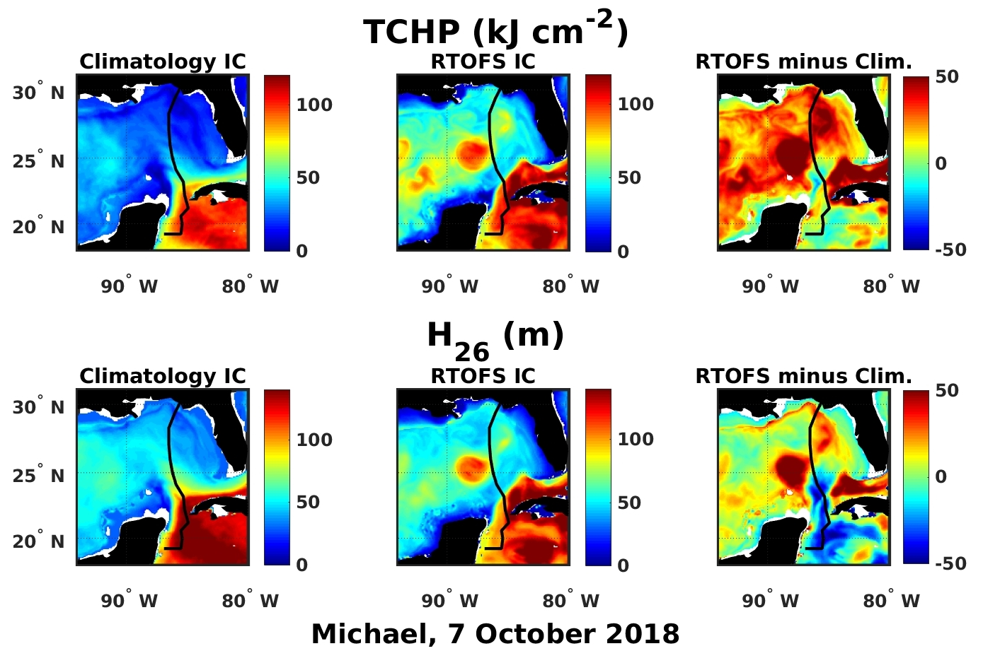 TCHP (kJ cm-2)
Climatology IC RTOFS IC RTOFS minus Clim.
30° N
25° N
20° N
100
50
0
100
50
0
50
0
-50
90° W 80° W 90° W 80° W 90° W 80° W
H26 (m)
Climatology IC RTOFS IC RTOFS minus Clim.
30° N
25° N
20° N
100
50
0
100
50
0
50
0
-50
90° W 80° W 90° W 80° W 90° W 80° W
Michael, 7 October 2018